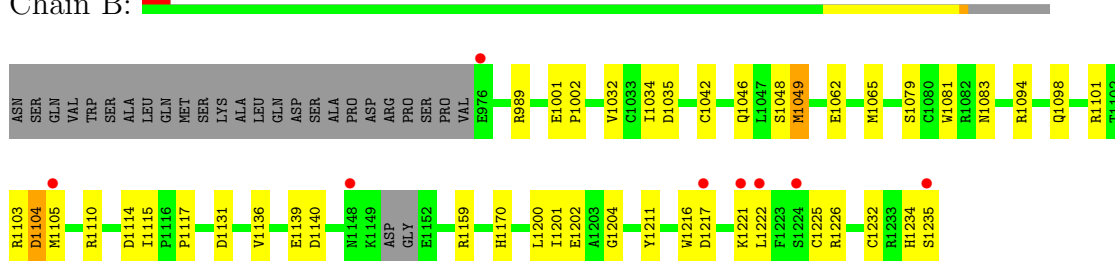 Chain B:
ASN SER GLN VAL TRP SER ALA LEU GLN MET SER LYS ALA LEU GLN ASP SER ALA PRO ASP ARG PRO SER PRO VAL E976 R989 E1001 P1002 V1032 C1033 I1034 D1035 C1042 Q1046 L1047 S1048 M1049 E1062 M1065 S1079 C1080 W1081 R1082 N1083 R1094 Q1098 R1101
R1103 D1104 M1105 R1110 D1114 I1115 P1116 P1117 D1131 V1136 E1139 D1140 N1148 K1149 ASP GLY E1152 R1159 H1170 L1200 I1201 E1202 A1203 G1204 Y1211 W1216 D1217 K1221 L1222 F1223 S1224 C1225 R1226 C1232 R1233 H1234 S1235